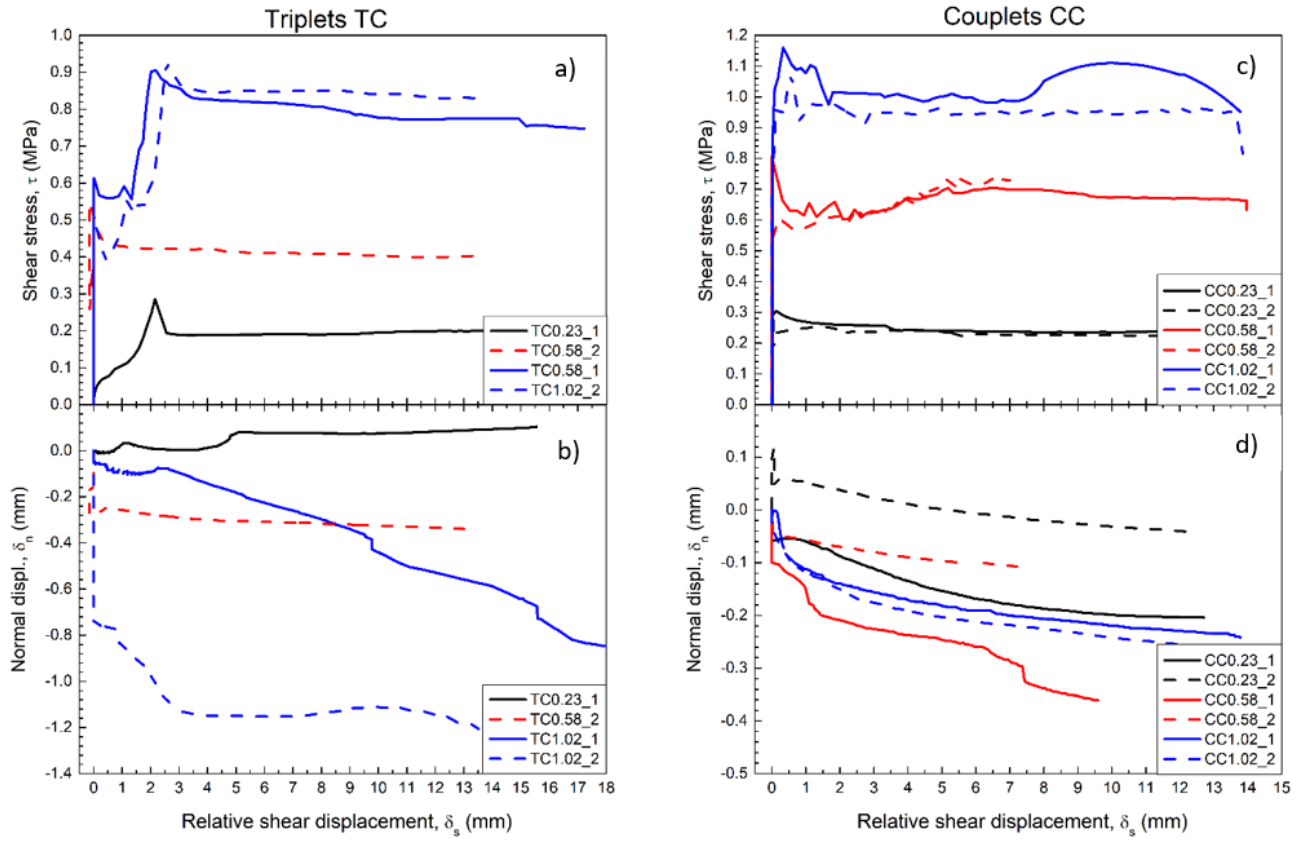 Triplets TC
Couplets CC
1.0
0.9
0.8
0.7
0.6
0.5
0.4
0.3
0.2
0.1
0.0
Shear stress, τ (MPa)
a)
TC0.23_1
TC0.58_2
TC0.58_1
TC1.02_2
0.0
-0.2
-0.4
-0.6
-0.8
-1.0
-1.2
-1.4
Normal displ., δn (mm)
b)
TC0.23_1
TC0.58_2
TC1.02_1
TC1.02_2
0 1 2 3 4 5 6 7 8 9 10 11 12 13 14 15 16 17 18
Relative shear displacement, δs (mm)
1.2
1.1
1.0
0.9
0.8
0.7
0.6
0.5
0.4
0.3
0.2
0.1
0.0
Shear stress, τ (MPa)
c)
CC0.23_1
CC0.23_2
CC0.58_1
CC0.58_2
CC1.02_1
CC1.02_2
0.1
0.0
-0.1
-0.2
-0.3
-0.4
-0.5
Normal displ., δn (mm)
d)
CC0.23_1
CC0.23_2
CC0.58_1
CC0.58_2
CC1.02_1
CC1.02_2
0 1 2 3 4 5 6 7 8 9 10 11 12 13 14 15
Relative shear displacement, δs (mm)